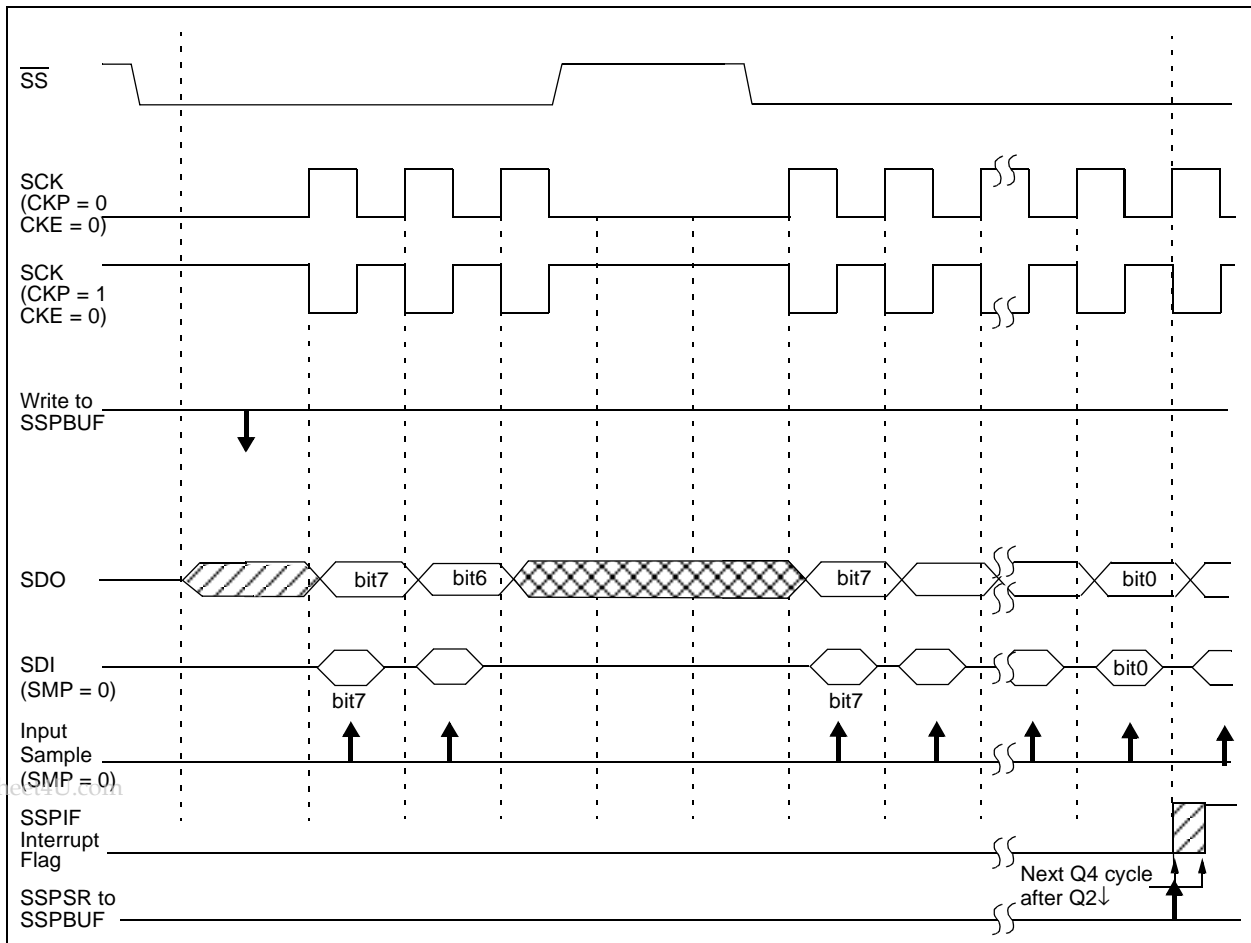 SS
SCK
(CKP = 0
CKE = 0)
SCK
(CKP = 1
CKE = 0)
Write to
SSPBUF
SDO
bit7
bit6
bit7
bit0
SDI
(SMP = 0)
bit7
bit7
bit0
Input
Sample
(SMP = 0)
SSPIF
Interrupt
Flag
Next Q4 cycle
after Q2↓
SSPSR to
SSPBUF